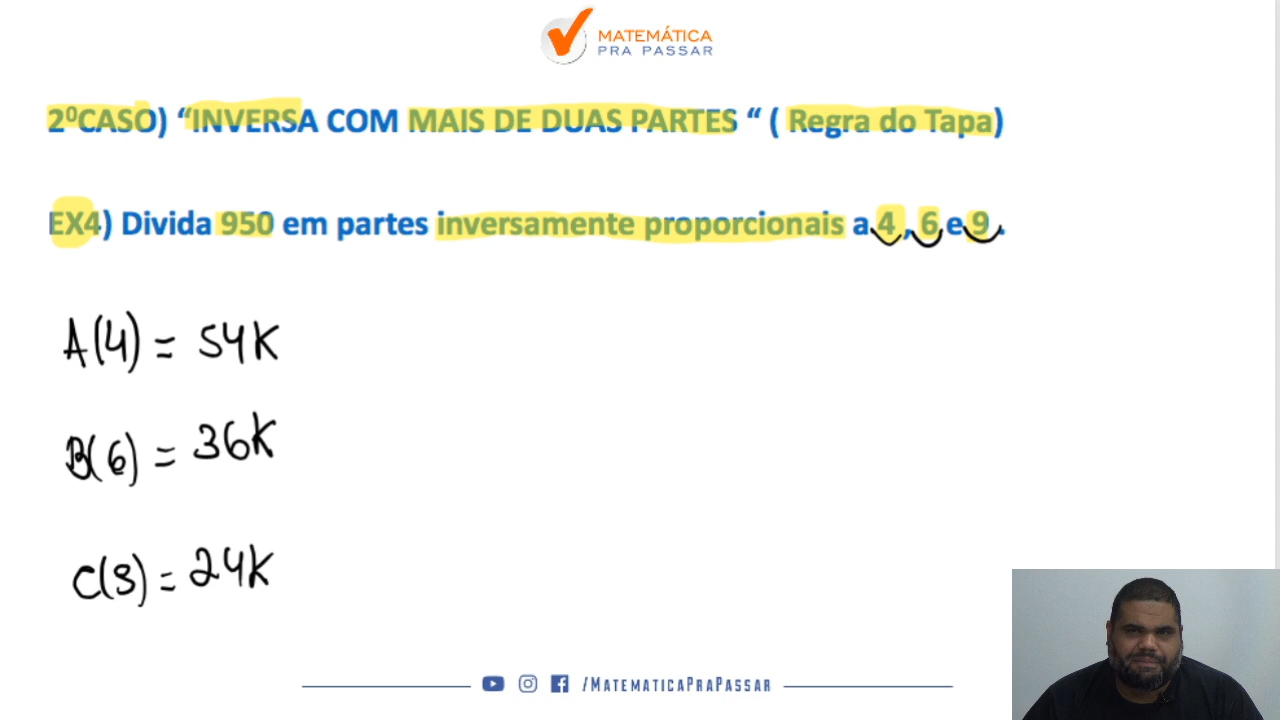 MATEMÁTICA
PRA PASSAR
2ºCASO) “INVERSA COM MAIS DE DUAS PARTES “ ( Regra do Tapa)
EX4) Divida 950 em partes inversamente proporcionais a 4 , 6 e 9 .
A(4) = 54K
B(6) = 36K
C(9) = 24K
/MATEMATICAPRAPASSAR